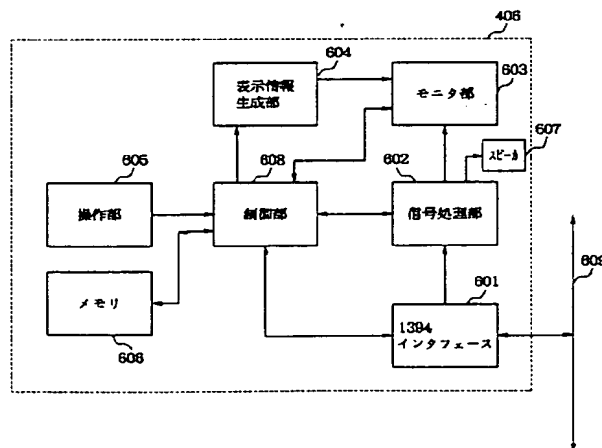 406
604
表示情報
生成部
モニタ部
603
607
スピーカ
605
608
602
操作部
制御部
信号処理部
609
メモリ
601
1394
インタフェース
606